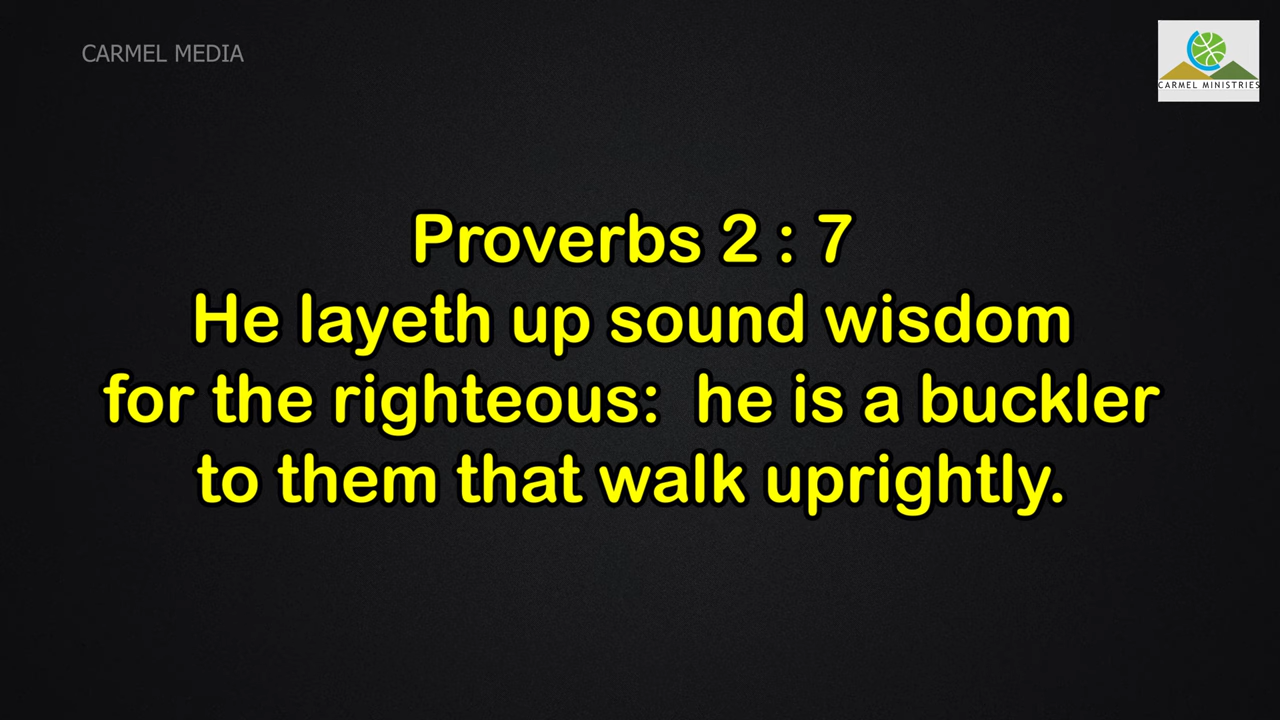 CARMEL MEDIA
CARMEL MINISTRIES
Proverbs 2 : 7
He layeth up sound wisdom
for the righteous:  he is a buckler
to them that walk uprightly.